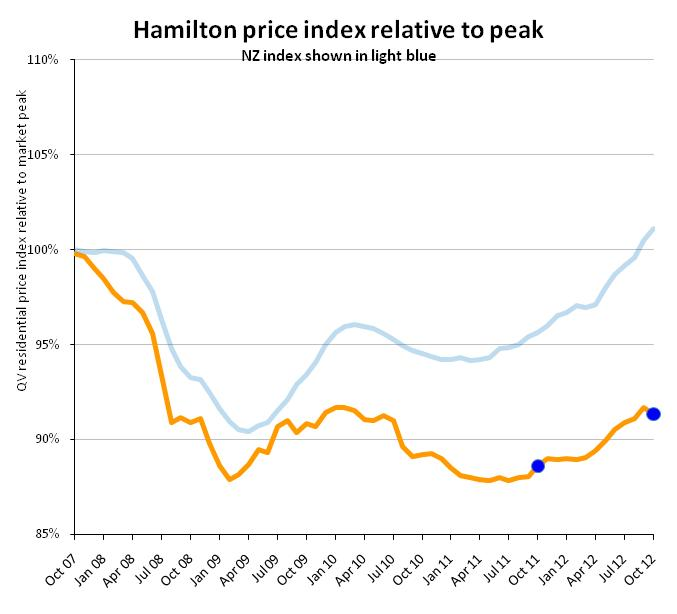 Hamilton price index relative to peak
NZ index shown in light blue
QV residential price index relative to market peak
110%
105%
100%
95%
90%
85%
Oct 07
Jan 08
Apr 08
Jul 08
Oct 08
Jan 09
Apr 09
Jul 09
Oct 09
Jan 10
Apr 10
Jul 10
Oct 10
Jan 11
Apr 11
Jul 11
Oct 11
Jan 12
Apr 12
Jul 12
Oct 12